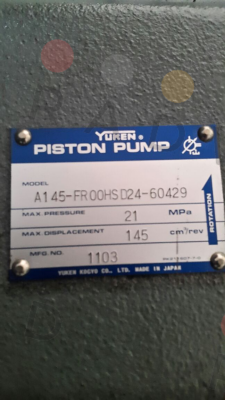 YUKEN ®
PISTON PUMP
MODEL
A145-FR00HSD24-60429
MAX. PRESSURE 21 MPa
MAX. DISPLACEMENT 145 cm³/rev
MFG. NO. 1103
ROTATION
YUKEN KOGYO CO., LTD. MADE IN JAPAN